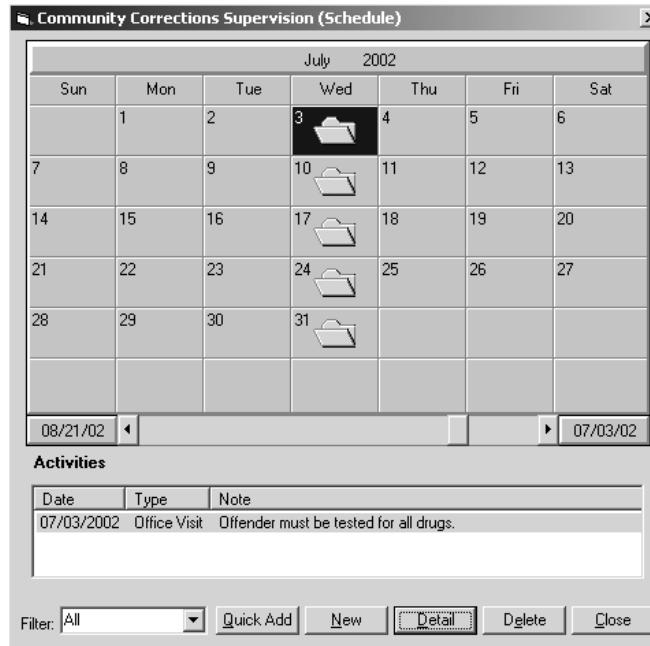 Community Corrections Supervision (Schedule)
July 2002
Sun Mon Tue Wed Thu Fri Sat
1 2 3 4 5 6
7 8 9 10 11 12 13
14 15 16 17 18 19 20
21 22 23 24 25 26 27
28 29 30 31
08/21/02 07/03/02
Activities
Date Type Note
07/03/2002 Office Visit Offender must be tested for all drugs.
Filter: All Quick Add New Detail Delete Close